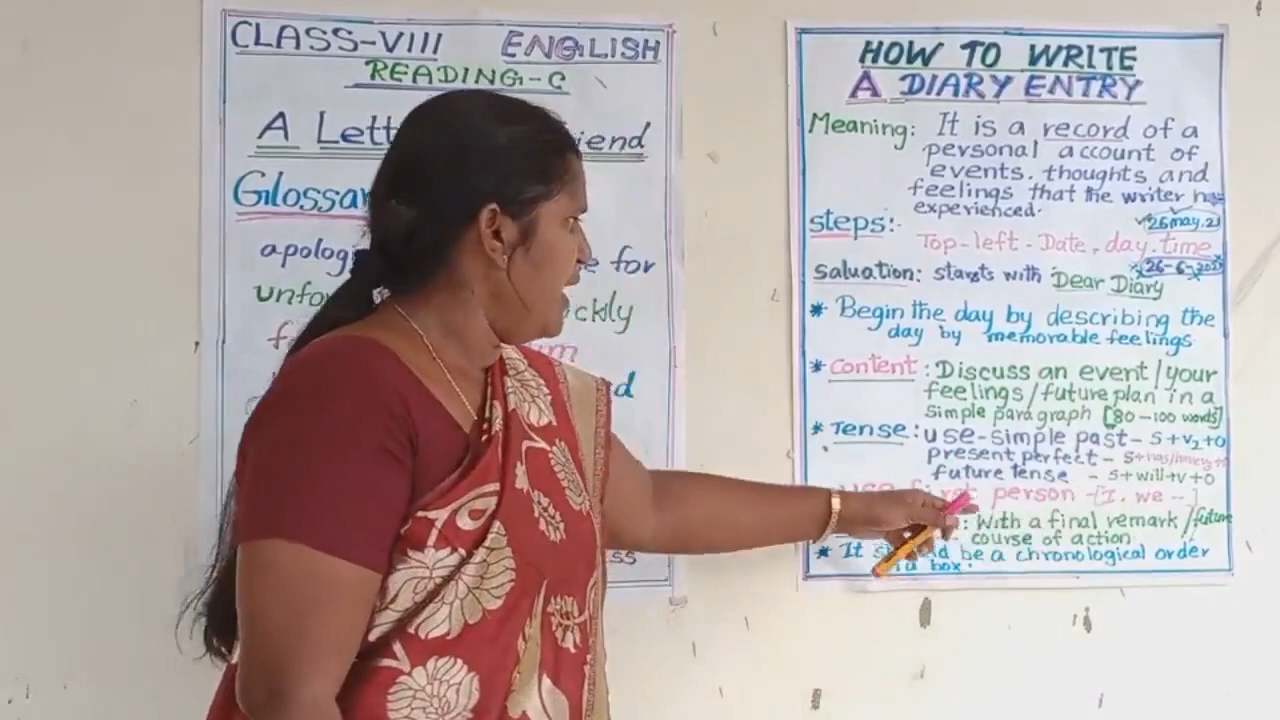 CLASS-VIII ENGLISH
READING-C
A Lett iend
Glossar
apolog e for
unfo ckly
HOW TO WRITE
A DIARY ENTRY
Meaning: It is a record of a
personal account of
events. thoughts and
feelings that the writer has
experienced.
steps:-
26 may. 21
Top-left-Date, day, time
26-6-2021
saluation: starts with Dear Diary
* Begin the day by describing the
day by memorable feelings
* content: Discuss an event/your
feelings/future plan in a
simple paragraph [80-100 words]
* Tense: use-simple past- S+V2+O
present perfect - S+has/have
future tense - S+will+V+O
use first person -[I. we --]
: With a final remark/future
course of action
* It should be a chronological order
box.